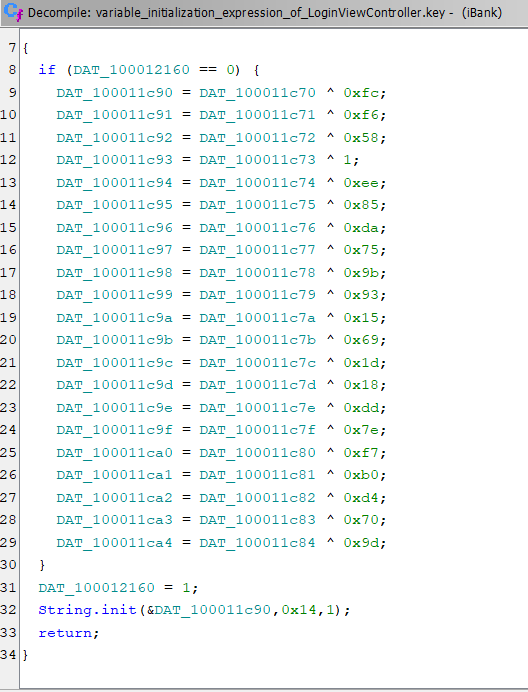 Decompile: variable_initialization_expression_of_LoginViewController.key - (iBank)
7 {
8 if (DAT_100012160 == 0) {
9 DAT_100011c90 = DAT_100011c70 ^ 0xfc;
10 DAT_100011c91 = DAT_100011c71 ^ 0xf6;
11 DAT_100011c92 = DAT_100011c72 ^ 0x58;
12 DAT_100011c93 = DAT_100011c73 ^ 1;
13 DAT_100011c94 = DAT_100011c74 ^ 0xee;
14 DAT_100011c95 = DAT_100011c75 ^ 0x85;
15 DAT_100011c96 = DAT_100011c76 ^ 0xda;
16 DAT_100011c97 = DAT_100011c77 ^ 0x75;
17 DAT_100011c98 = DAT_100011c78 ^ 0x9b;
18 DAT_100011c99 = DAT_100011c79 ^ 0x93;
19 DAT_100011c9a = DAT_100011c7a ^ 0x15;
20 DAT_100011c9b = DAT_100011c7b ^ 0x69;
21 DAT_100011c9c = DAT_100011c7c ^ 0x1d;
22 DAT_100011c9d = DAT_100011c7d ^ 0x18;
23 DAT_100011c9e = DAT_100011c7e ^ 0xdd;
24 DAT_100011c9f = DAT_100011c7f ^ 0x7e;
25 DAT_100011ca0 = DAT_100011c80 ^ 0xf7;
26 DAT_100011ca1 = DAT_100011c81 ^ 0xb0;
27 DAT_100011ca2 = DAT_100011c82 ^ 0xd4;
28 DAT_100011ca3 = DAT_100011c83 ^ 0x70;
29 DAT_100011ca4 = DAT_100011c84 ^ 0x9d;
30 }
31 DAT_100012160 = 1;
32 String.init(&DAT_100011c90,0x14,1);
33 return;
34 }